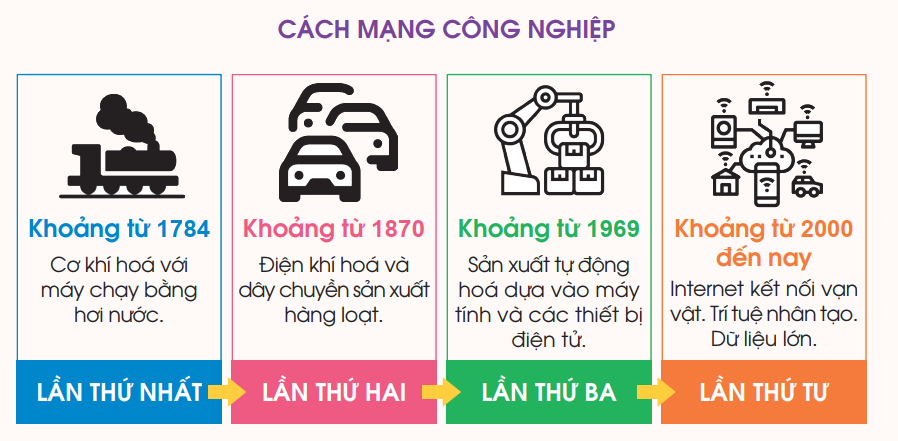 CÁCH MẠNG CÔNG NGHIỆP
Khoảng từ 1784
Cơ khí hoá với
máy chạy bằng
hơi nước.
LẦN THỨ NHẤT
Khoảng từ 1870
Điện khí hoá và
dây chuyền sản xuất
hàng loạt.
LẦN THỨ HAI
Khoảng từ 1969
Sản xuất tự động
hoá dựa vào máy
tính và các thiết bị
điện tử.
LẦN THỨ BA
Khoảng từ 2000
đến nay
Internet kết nối vạn
vật. Trí tuệ nhân tạo.
Dữ liệu lớn.
LẦN THỨ TƯ